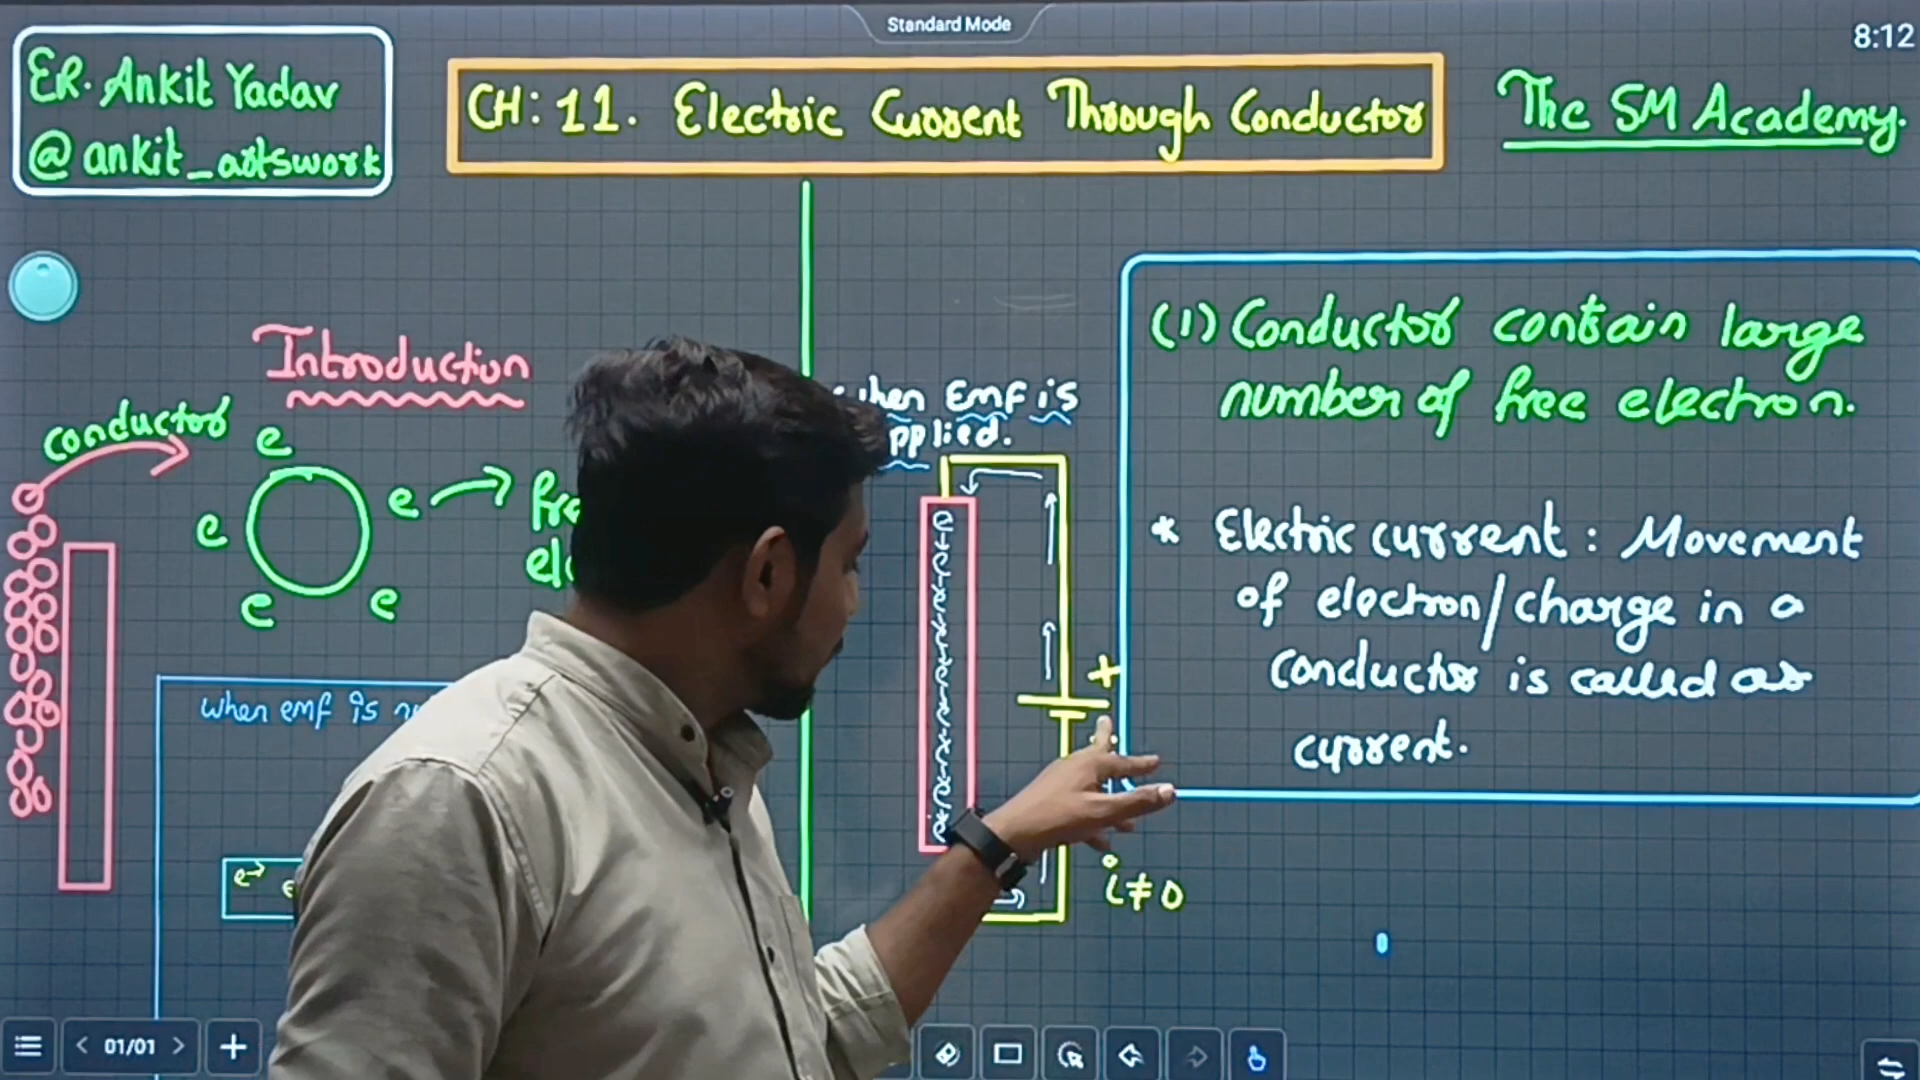 Standard Mode
8:12
ER. Ankit Yadav
@ankit_artswork
CH: 11. Electric Current Through Conductor
The SM Academy.
Introduction
conductor
e
e
e
e
e
when emf is
e
when Emf is
applied.
+
i≠0
(1) Conductor contain large
number of free electron.
* Electric current : Movement
of electron/charge in a
conductor is called as
current.
01/01